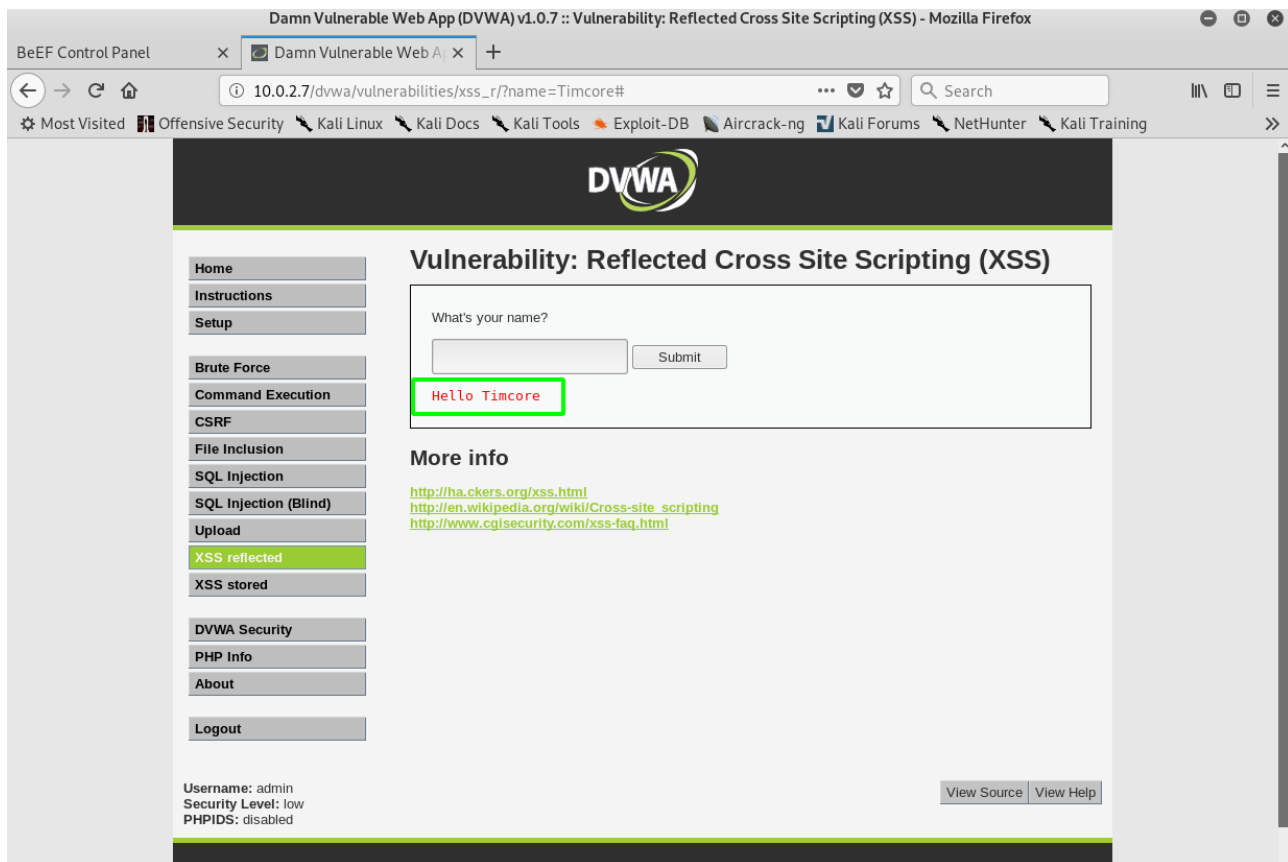 Damn Vulnerable Web App (DVWA) v1.0.7 :: Vulnerability: Reflected Cross Site Scripting (XSS) - Mozilla Firefox
BeEF Control Panel
Damn Vulnerable Web A
10.0.2.7/dvwa/vulnerabilities/xss_r/?name=Timcore#
Search
Most Visited Offensive Security Kali Linux Kali Docs Kali Tools Exploit-DB Aircrack-ng Kali Forums NetHunter Kali Training
DVWA
Home
Instructions
Setup
Brute Force
Command Execution
CSRF
File Inclusion
SQL Injection
SQL Injection (Blind)
Upload
XSS reflected
XSS stored
DVWA Security
PHP Info
About
Logout
Vulnerability: Reflected Cross Site Scripting (XSS)
What's your name?
Submit
Hello Timcore
More info
http://ha.ckers.org/xss.html
http://en.wikipedia.org/wiki/Cross-site_scripting
http://www.cgisecurity.com/xss-faq.html
Username: admin
Security Level: low
PHPIDS: disabled
View Source View Help